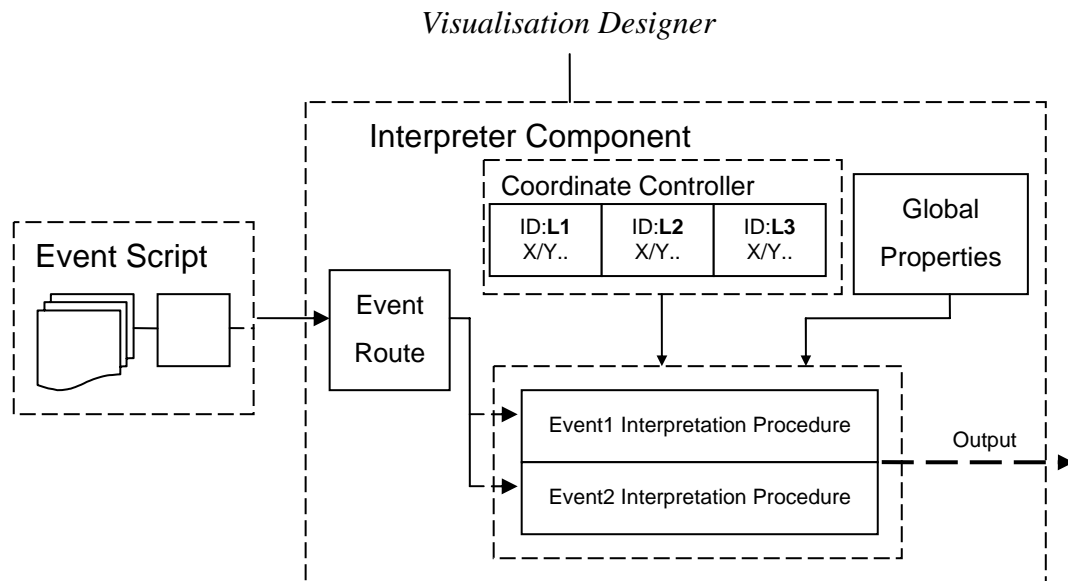 Visualisation Designer
Interpreter Component
Coordinate Controller
ID:L1
X/Y..
ID:L2
X/Y..
ID:L3
X/Y..
Global
Properties
Event Script
Event
Route
Event1 Interpretation Procedure
Event2 Interpretation Procedure
Output